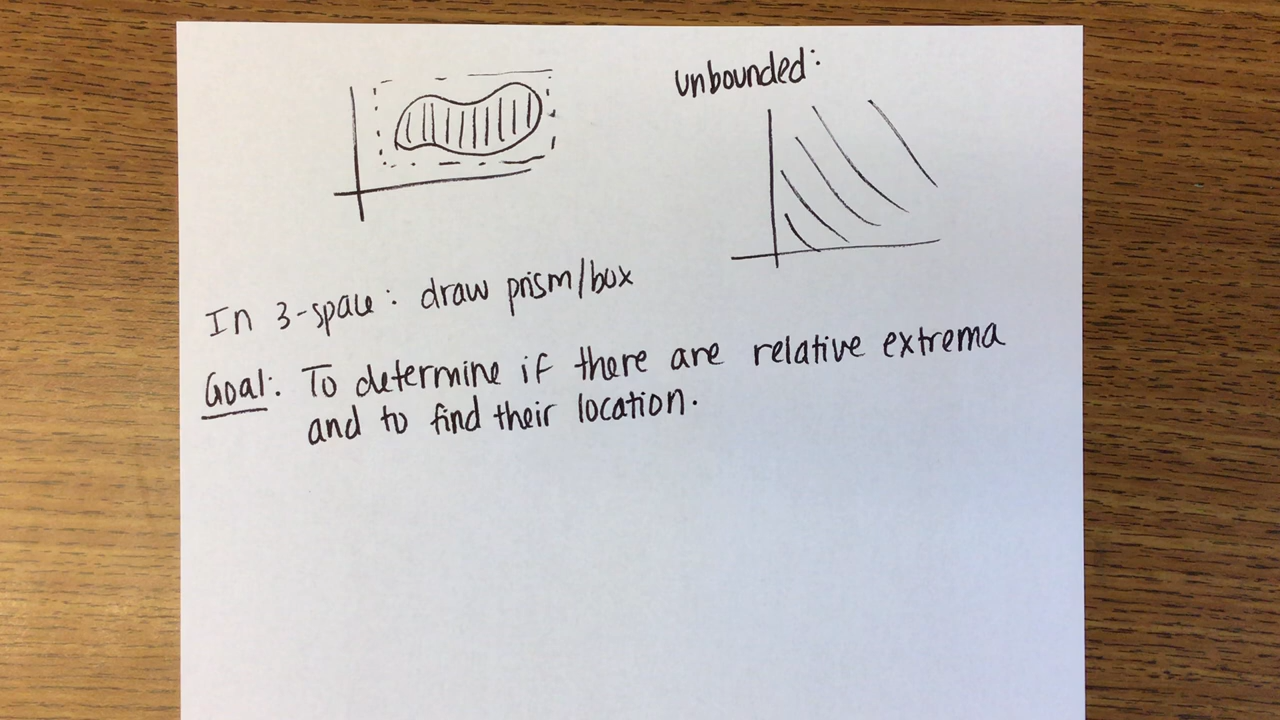 unbounded:
In 3-space: draw prism/box
Goal: To determine if there are relative extrema
and to find their location.